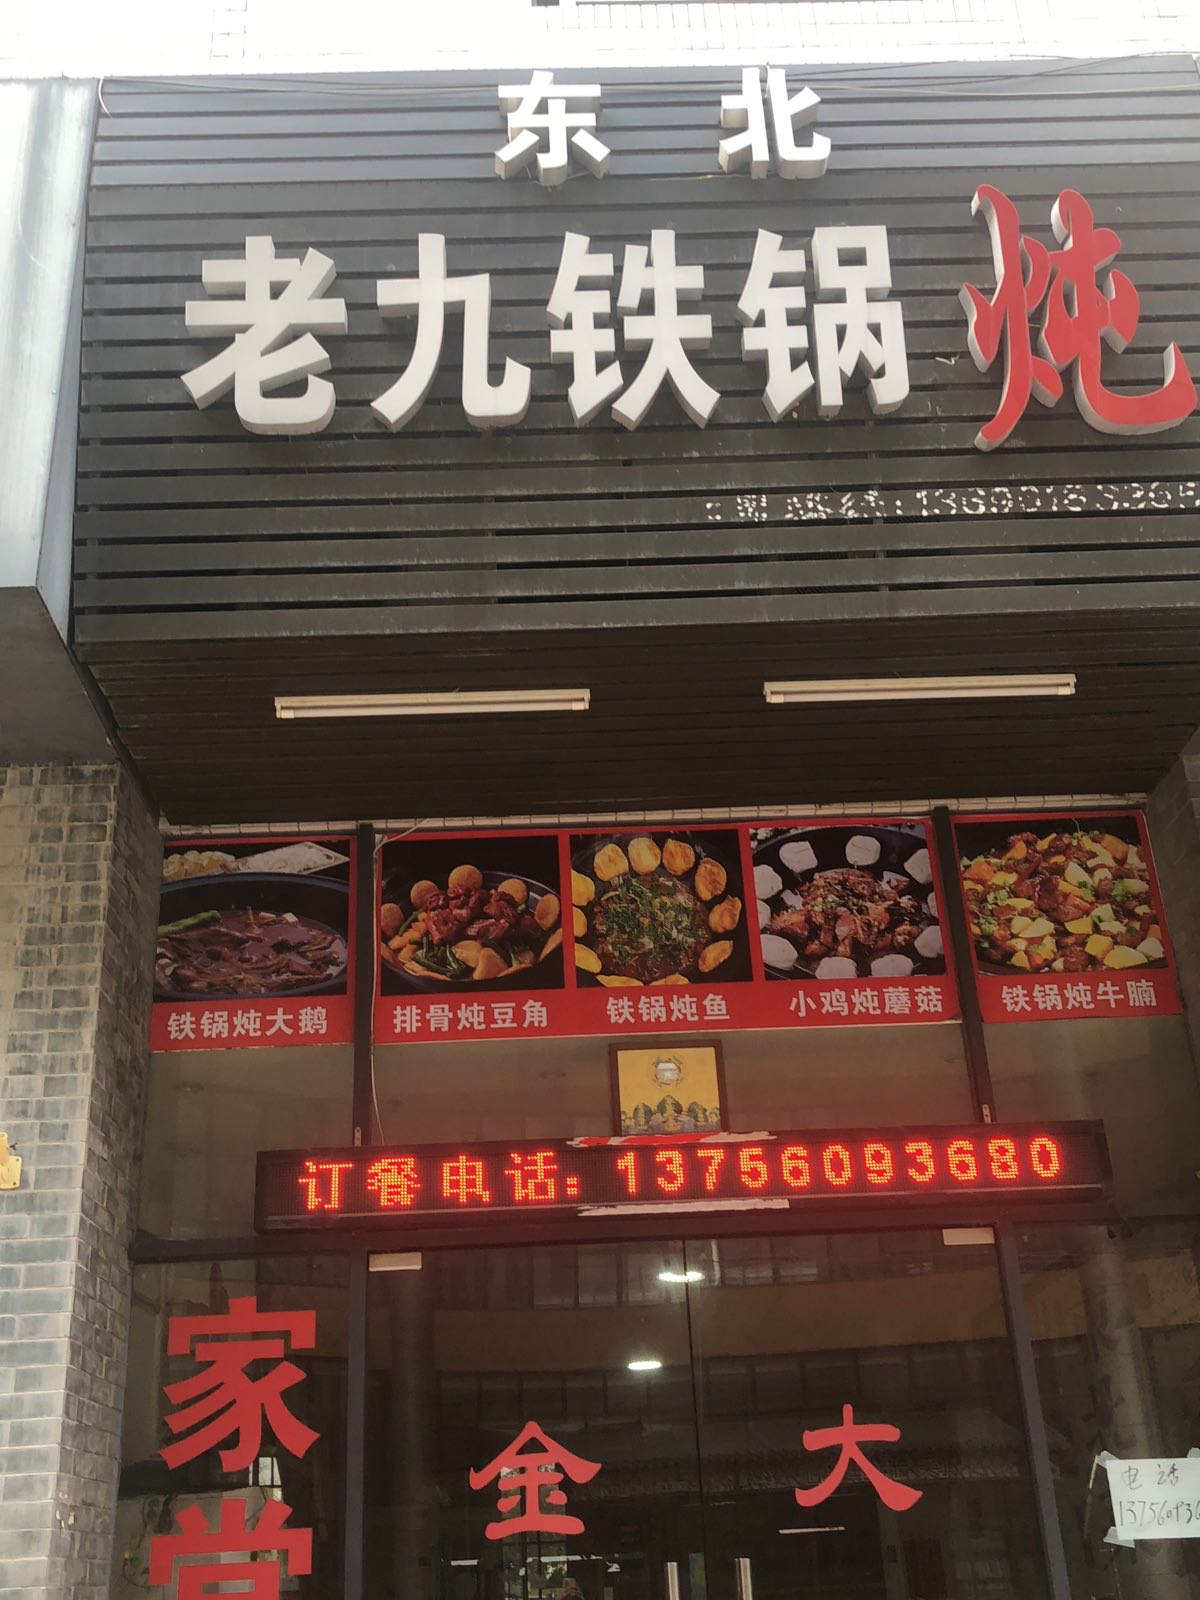 东北
老九铁锅炖
铁锅炖大鹅
排骨炖豆角
铁锅炖鱼
小鸡炖蘑菇
铁锅炖牛腩
订餐电话：13756093680
家常
金
大
电话